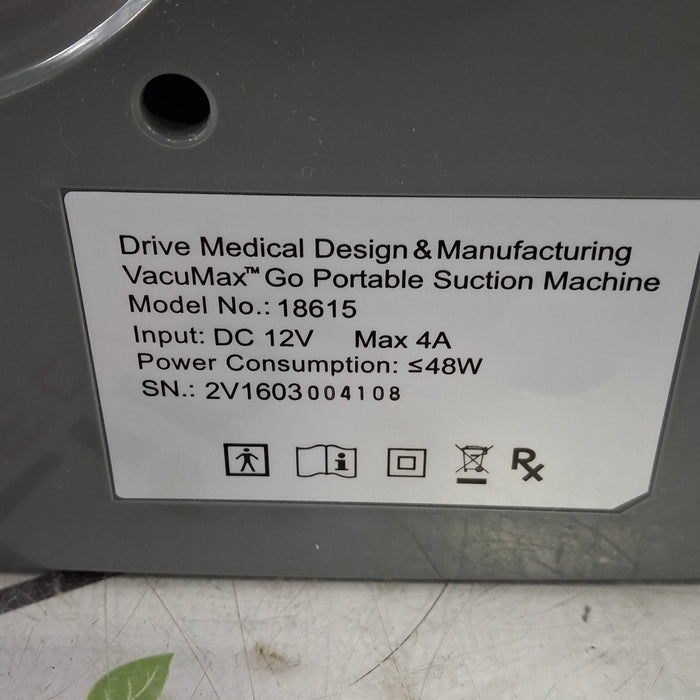 Drive Medical Design & Manufacturing
VacuMax™ Go Portable Suction Machine
Model No.: 18615
Input: DC 12V Max 4A
Power Consumption: ≤48W
SN.: 2V1603004108
Rx